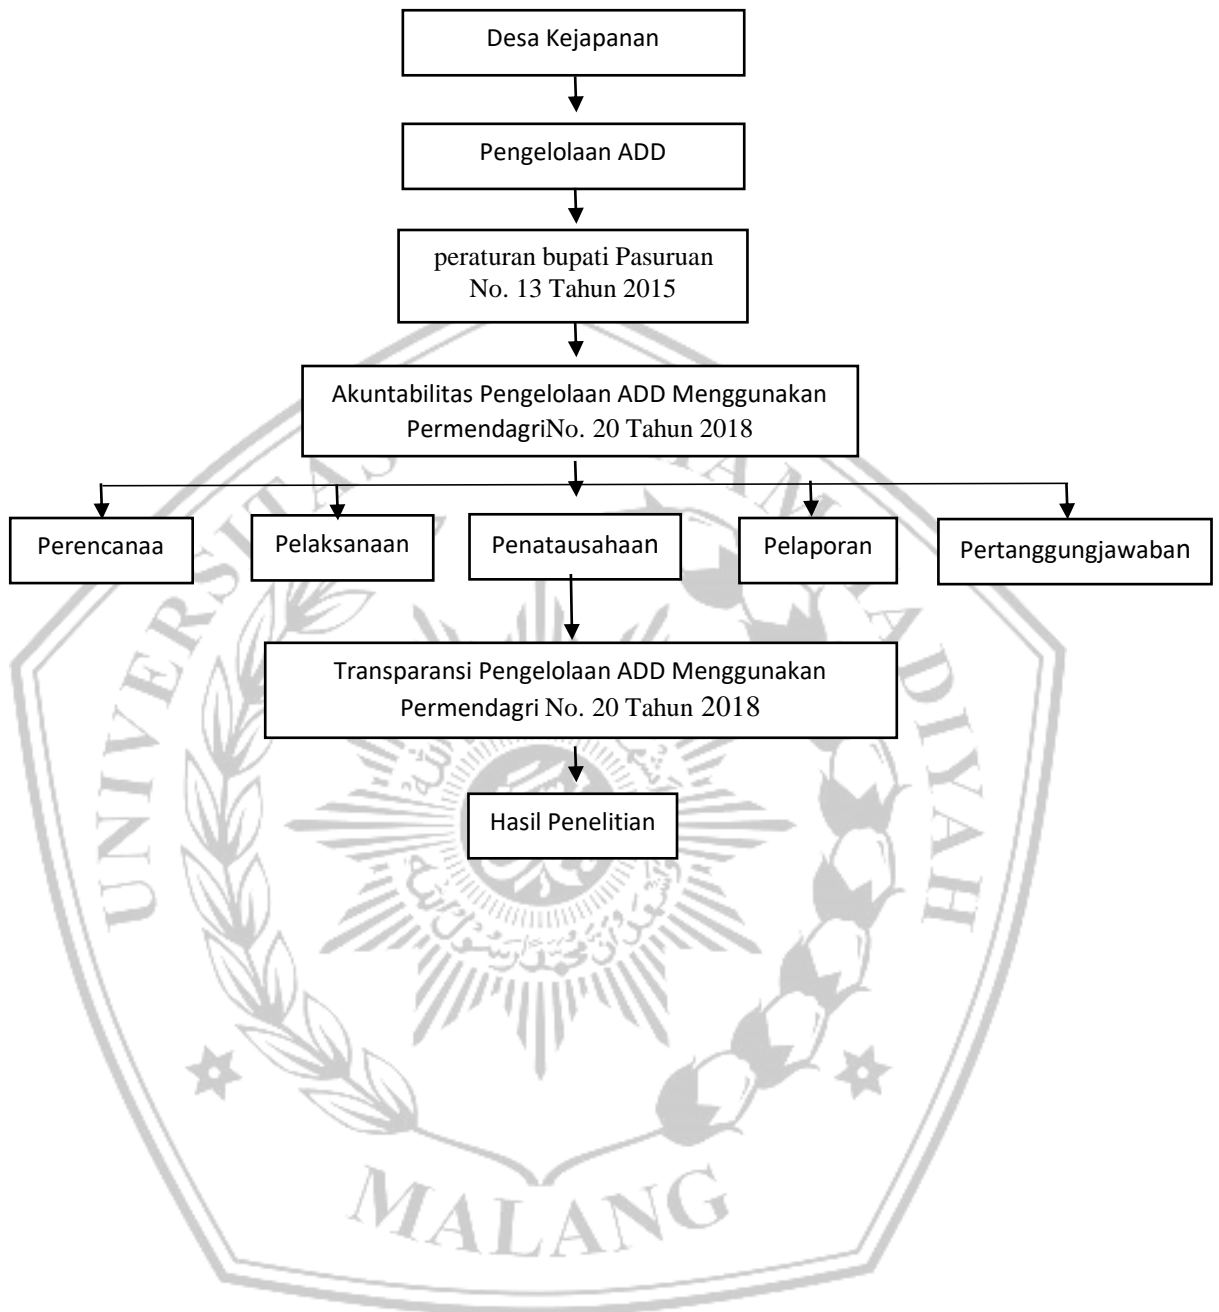 Desa Kejapanan
Pengelolaan ADD
peraturan bupati Pasuruan
No. 13 Tahun 2015
Akuntabilitas Pengelolaan ADD Menggunakan
PermendagriNo. 20 Tahun 2018
Perencanaa
Pelaksanaan
Penatausahaan
Pelaporan
Pertanggungjawaban
Transparansi Pengelolaan ADD Menggunakan
Permendagri No. 20 Tahun 2018
Hasil Penelitian
MALANG